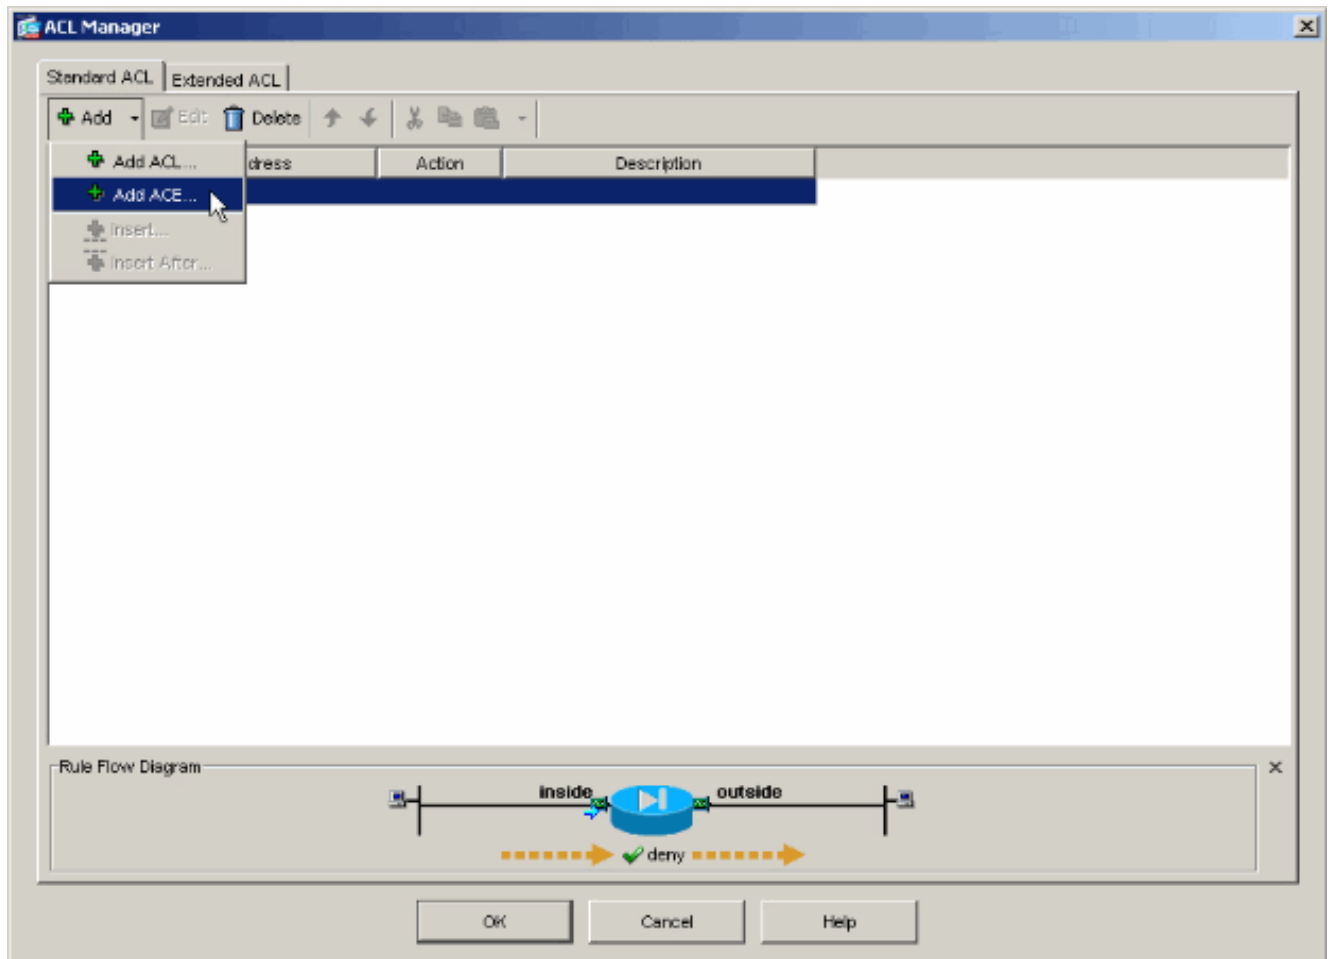 ACL Manager
Standard ACL Extended ACL
Add Edit Delete
Add ACL... dress Action Description
Add ACE...
Insert...
Insert After...
Rule Flow Diagram
inside outside
deny
OK Cancel Help